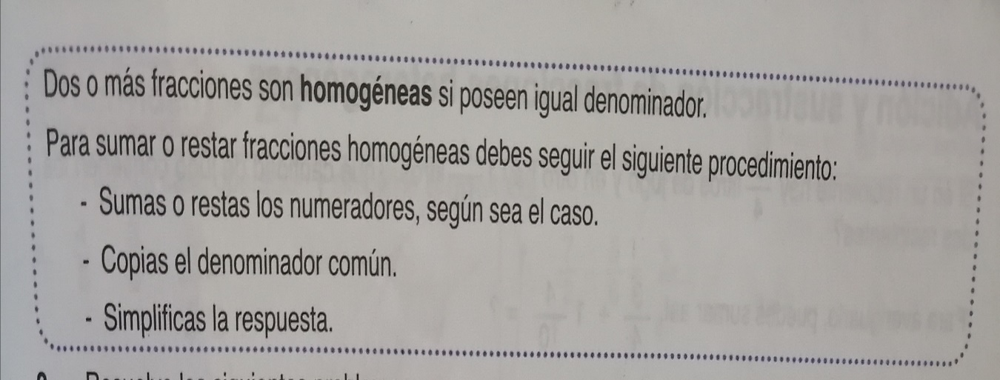 Dos o más fracciones son homogéneas si poseen igual denominador.
Para sumar o restar fracciones homogéneas debes seguir el siguiente procedimiento:
- Sumas o restas los numeradores, según sea el caso.
- Copias el denominador común.
- Simplificas la respuesta.